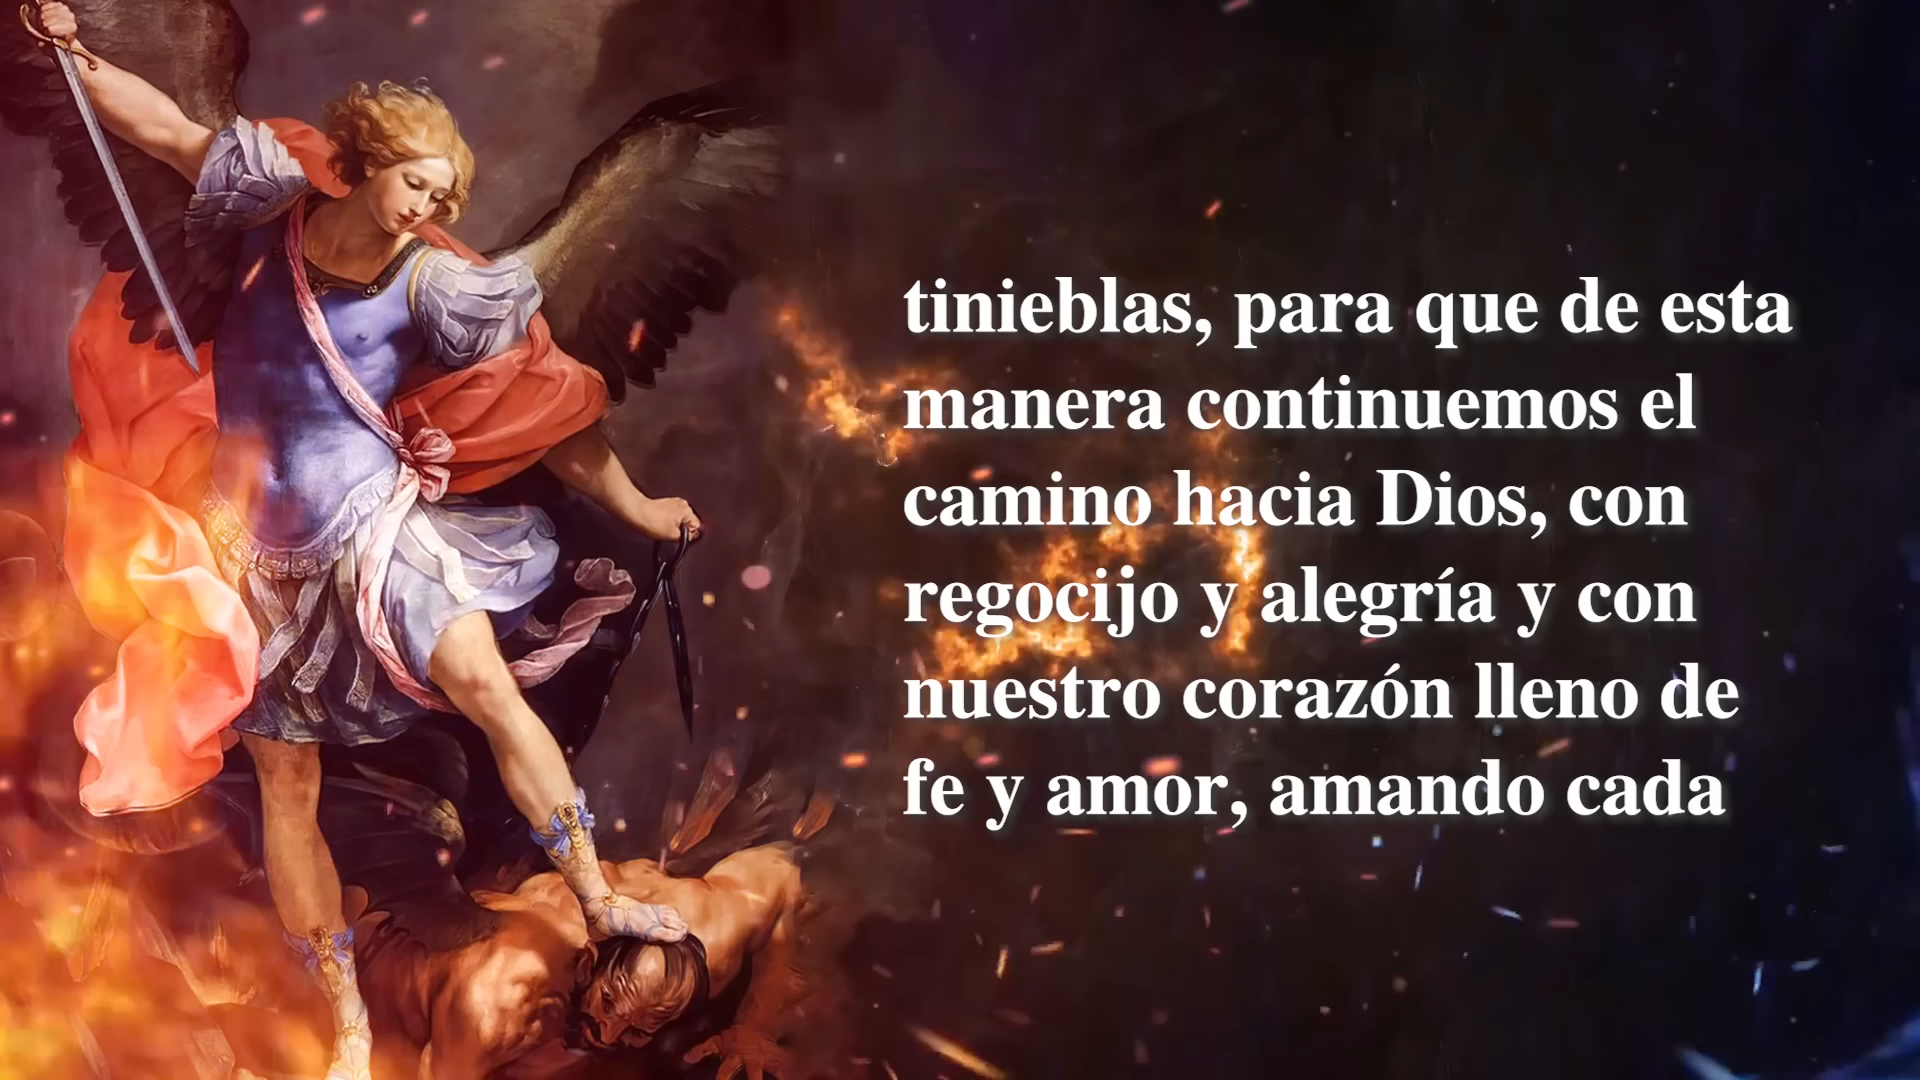 tinieblas, para que de esta
manera continuemos el
camino hacia Dios, con
regocijo y alegría y con
nuestro corazón lleno de
fe y amor, amando cada